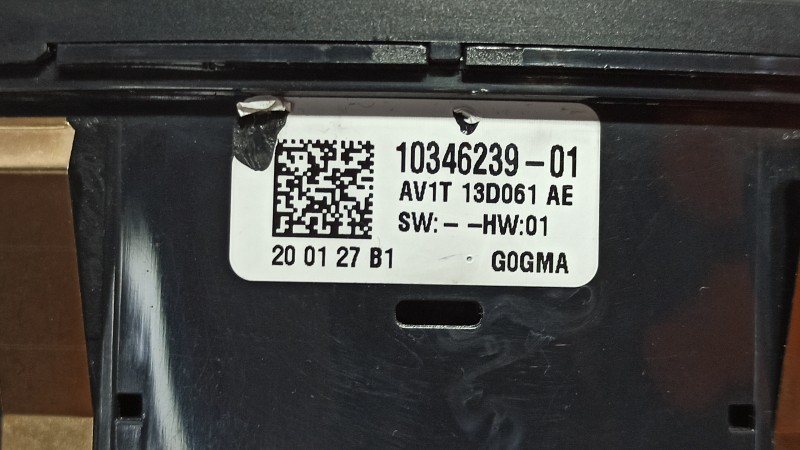 10346239-01
AV1T 13D061 AE
SW:- -HW:01
20 01 27 B1 G0GMA